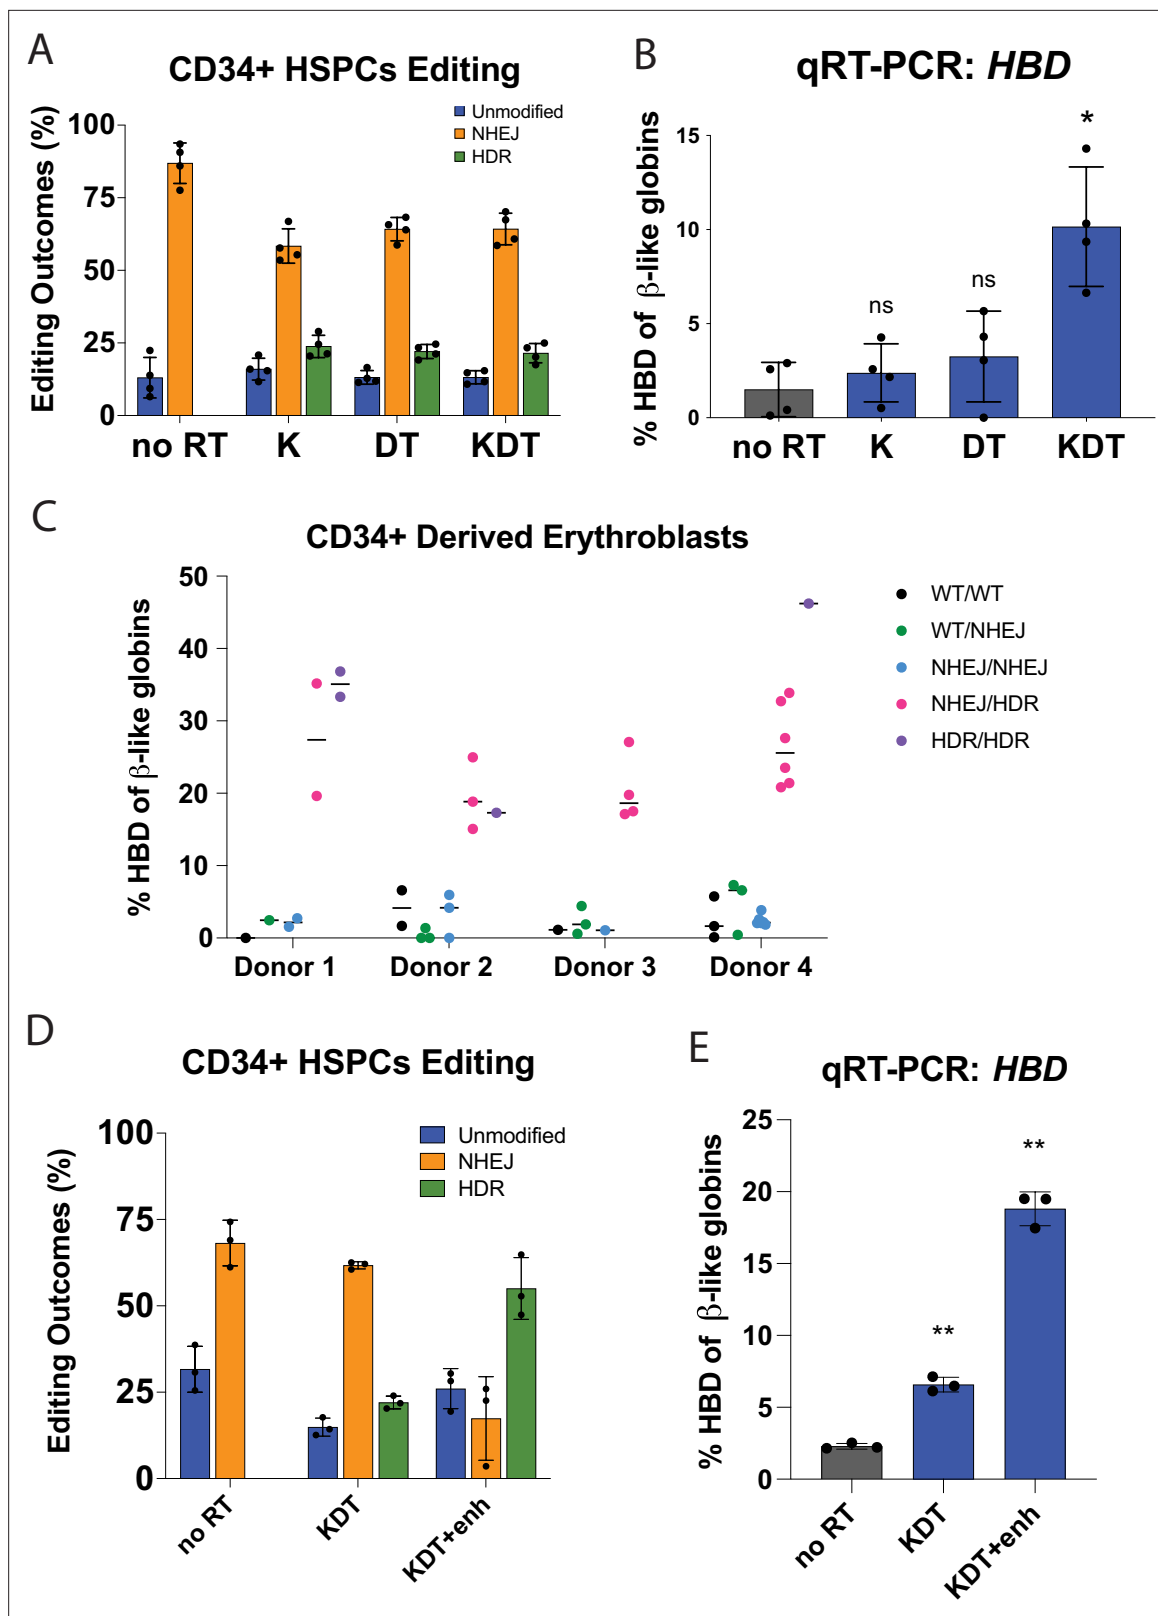 A
CD34+ HSPCs Editing
Unmodified
NHEJ
HDR
Editing Outcomes (%)
100
75
50
25
0
no RT K DT KDT
B
qRT-PCR: HBD
% HBD of β-like globins
15
10
5
0
ns
ns
*
no RT K DT KDT
C
CD34+ Derived Erythroblasts
% HBD of β-like globins
50
40
30
20
10
0
Donor 1 Donor 2 Donor 3 Donor 4
WT/WT
WT/NHEJ
NHEJ/NHEJ
NHEJ/HDR
HDR/HDR
D
CD34+ HSPCs Editing
Unmodified
NHEJ
HDR
Editing Outcomes (%)
100
75
50
25
0
no RT KDT KDT+enh
E
qRT-PCR: HBD
% HBD of β-like globins
25
20
15
10
5
0
**
**
no RT KDT KDT+enh